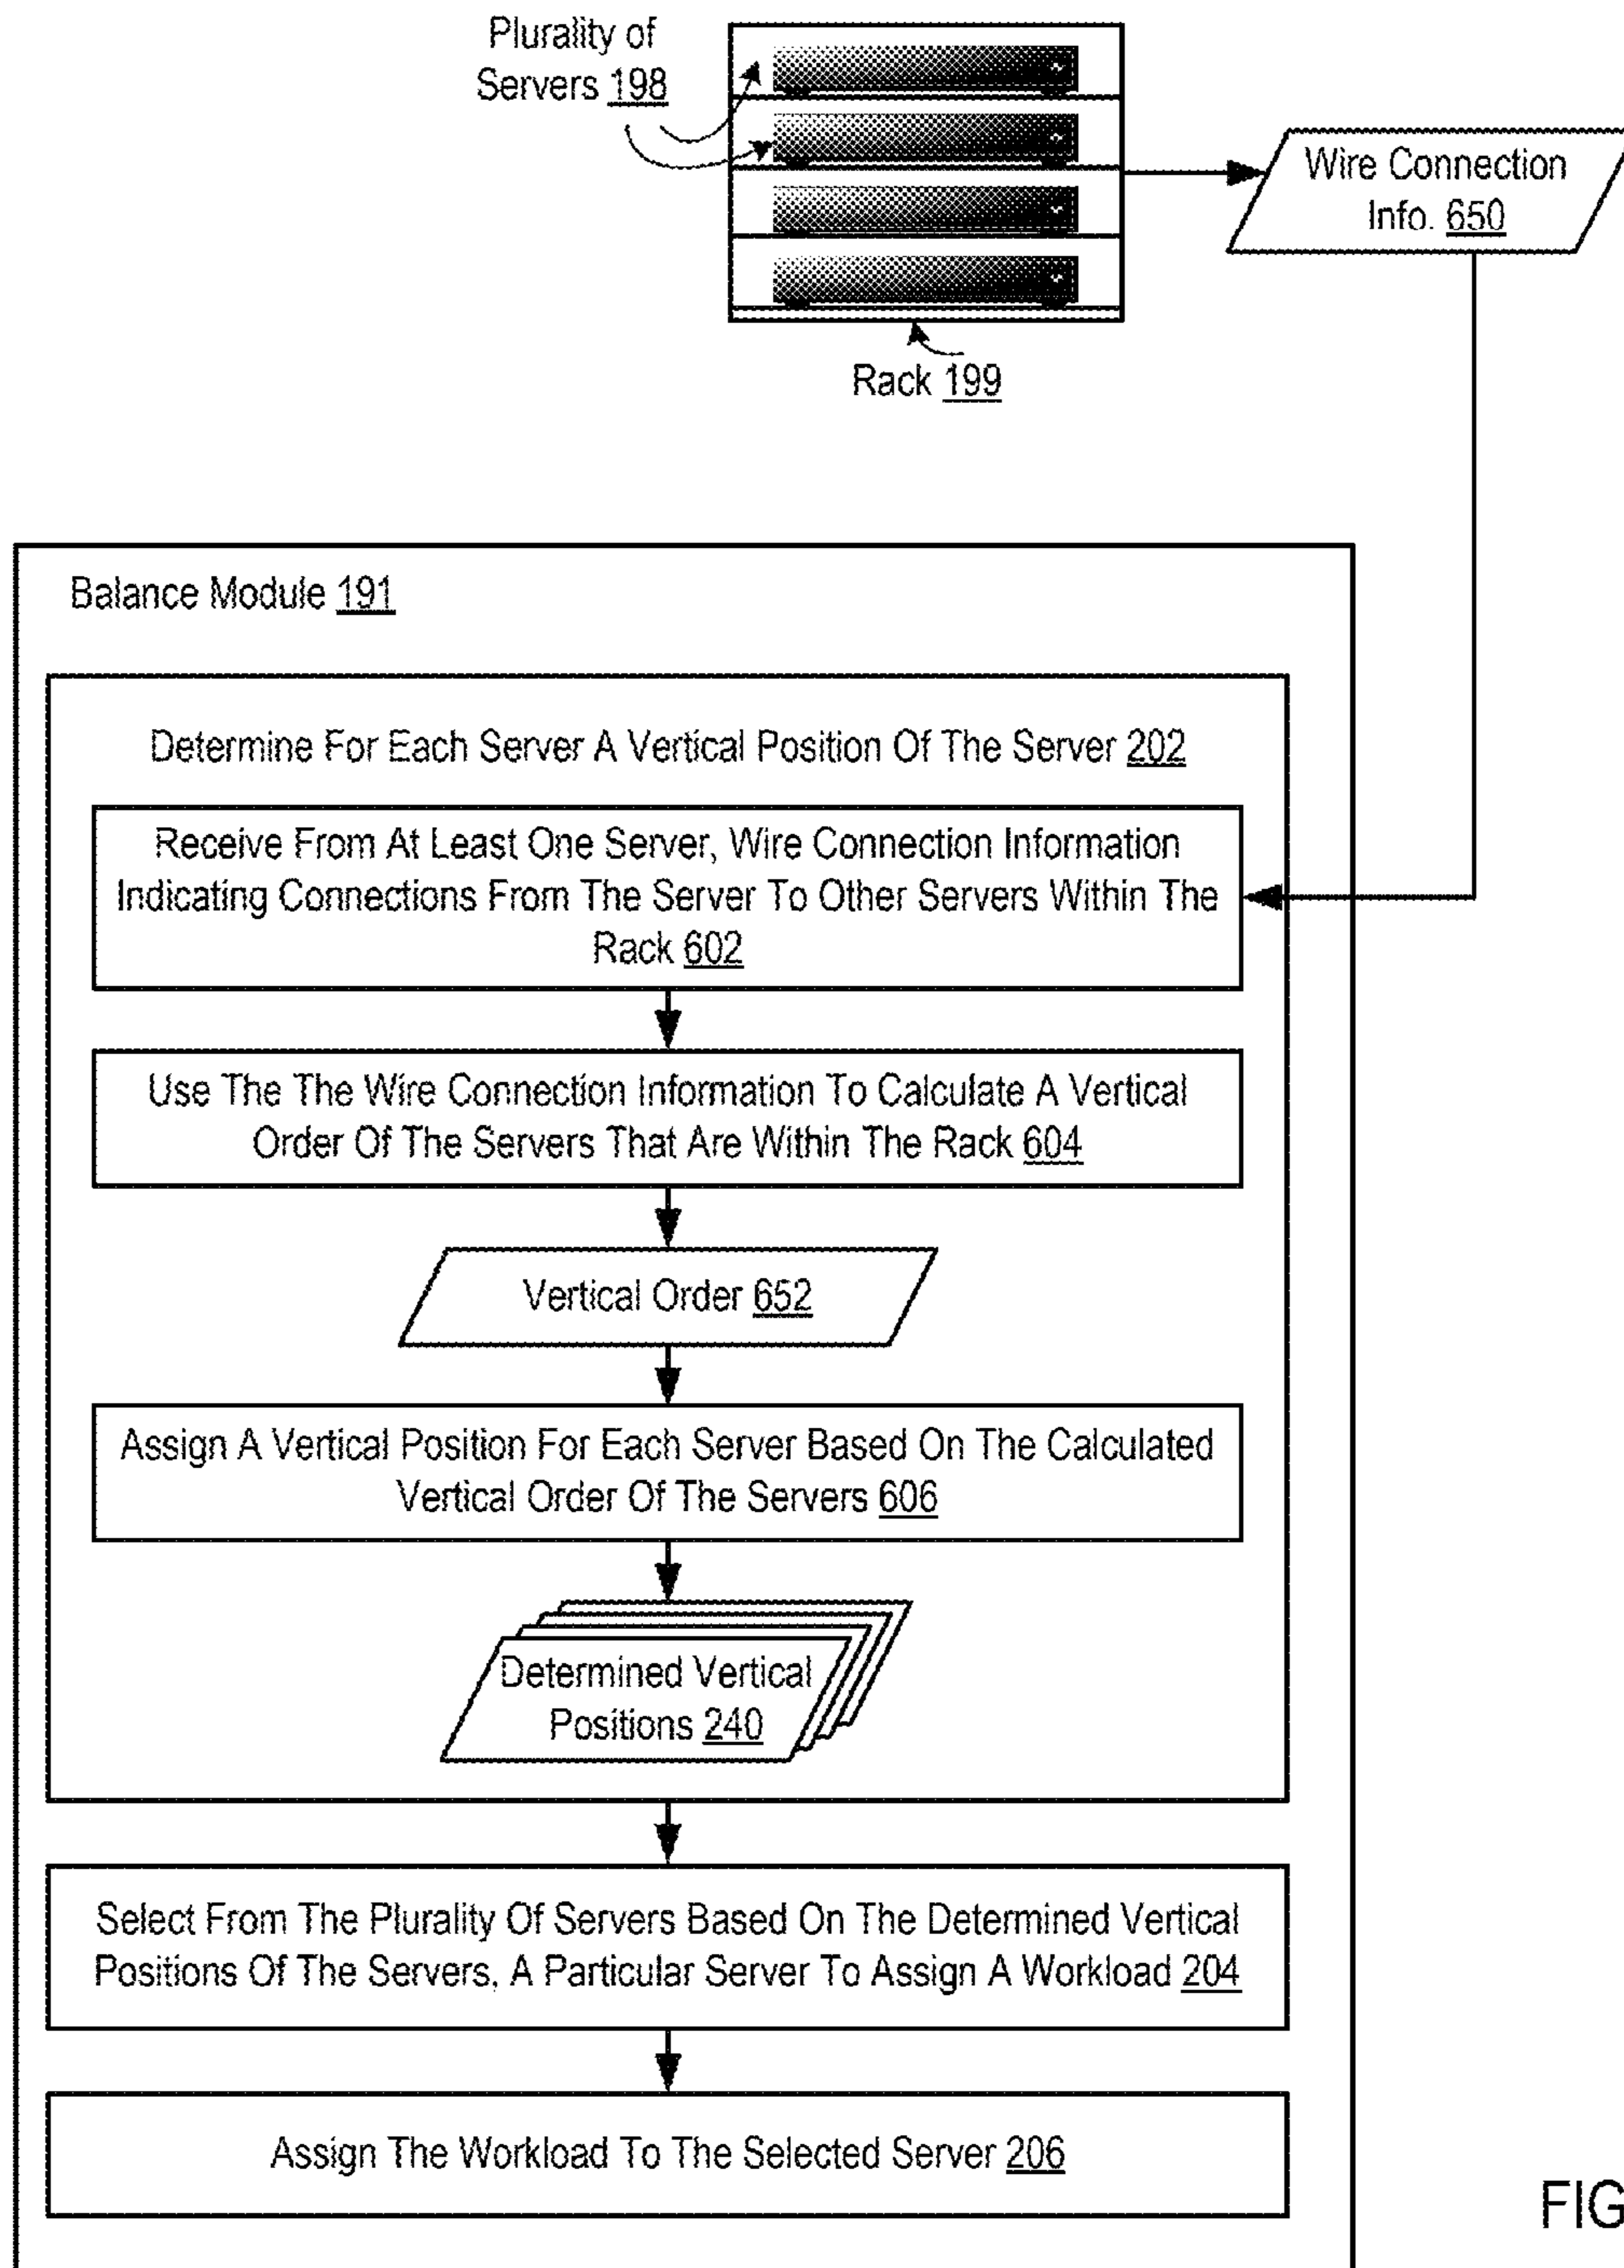 Plurality of
Servers 198
Wire Connection
Info. 650
Rack 199
Balance Module 191
Determine For Each Server A Vertical Position Of The Server 202
Receive From At Least One Server, Wire Connection Information
Indicating Connections From The Server To Other Servers Within The
Rack 602
Use The The Wire Connection Information To Calculate A Vertical
Order Of The Servers That Are Within The Rack 604
Vertical Order 652
Assign A Vertical Position For Each Server Based On The Calculated
Vertical Order Of The Servers 606
Determined Vertical
Positions 240
Select From The Plurality Of Servers Based On The Determined Vertical
Positions Of The Servers, A Particular Server To Assign A Workload 204
Assign The Workload To The Selected Server 206
FIG